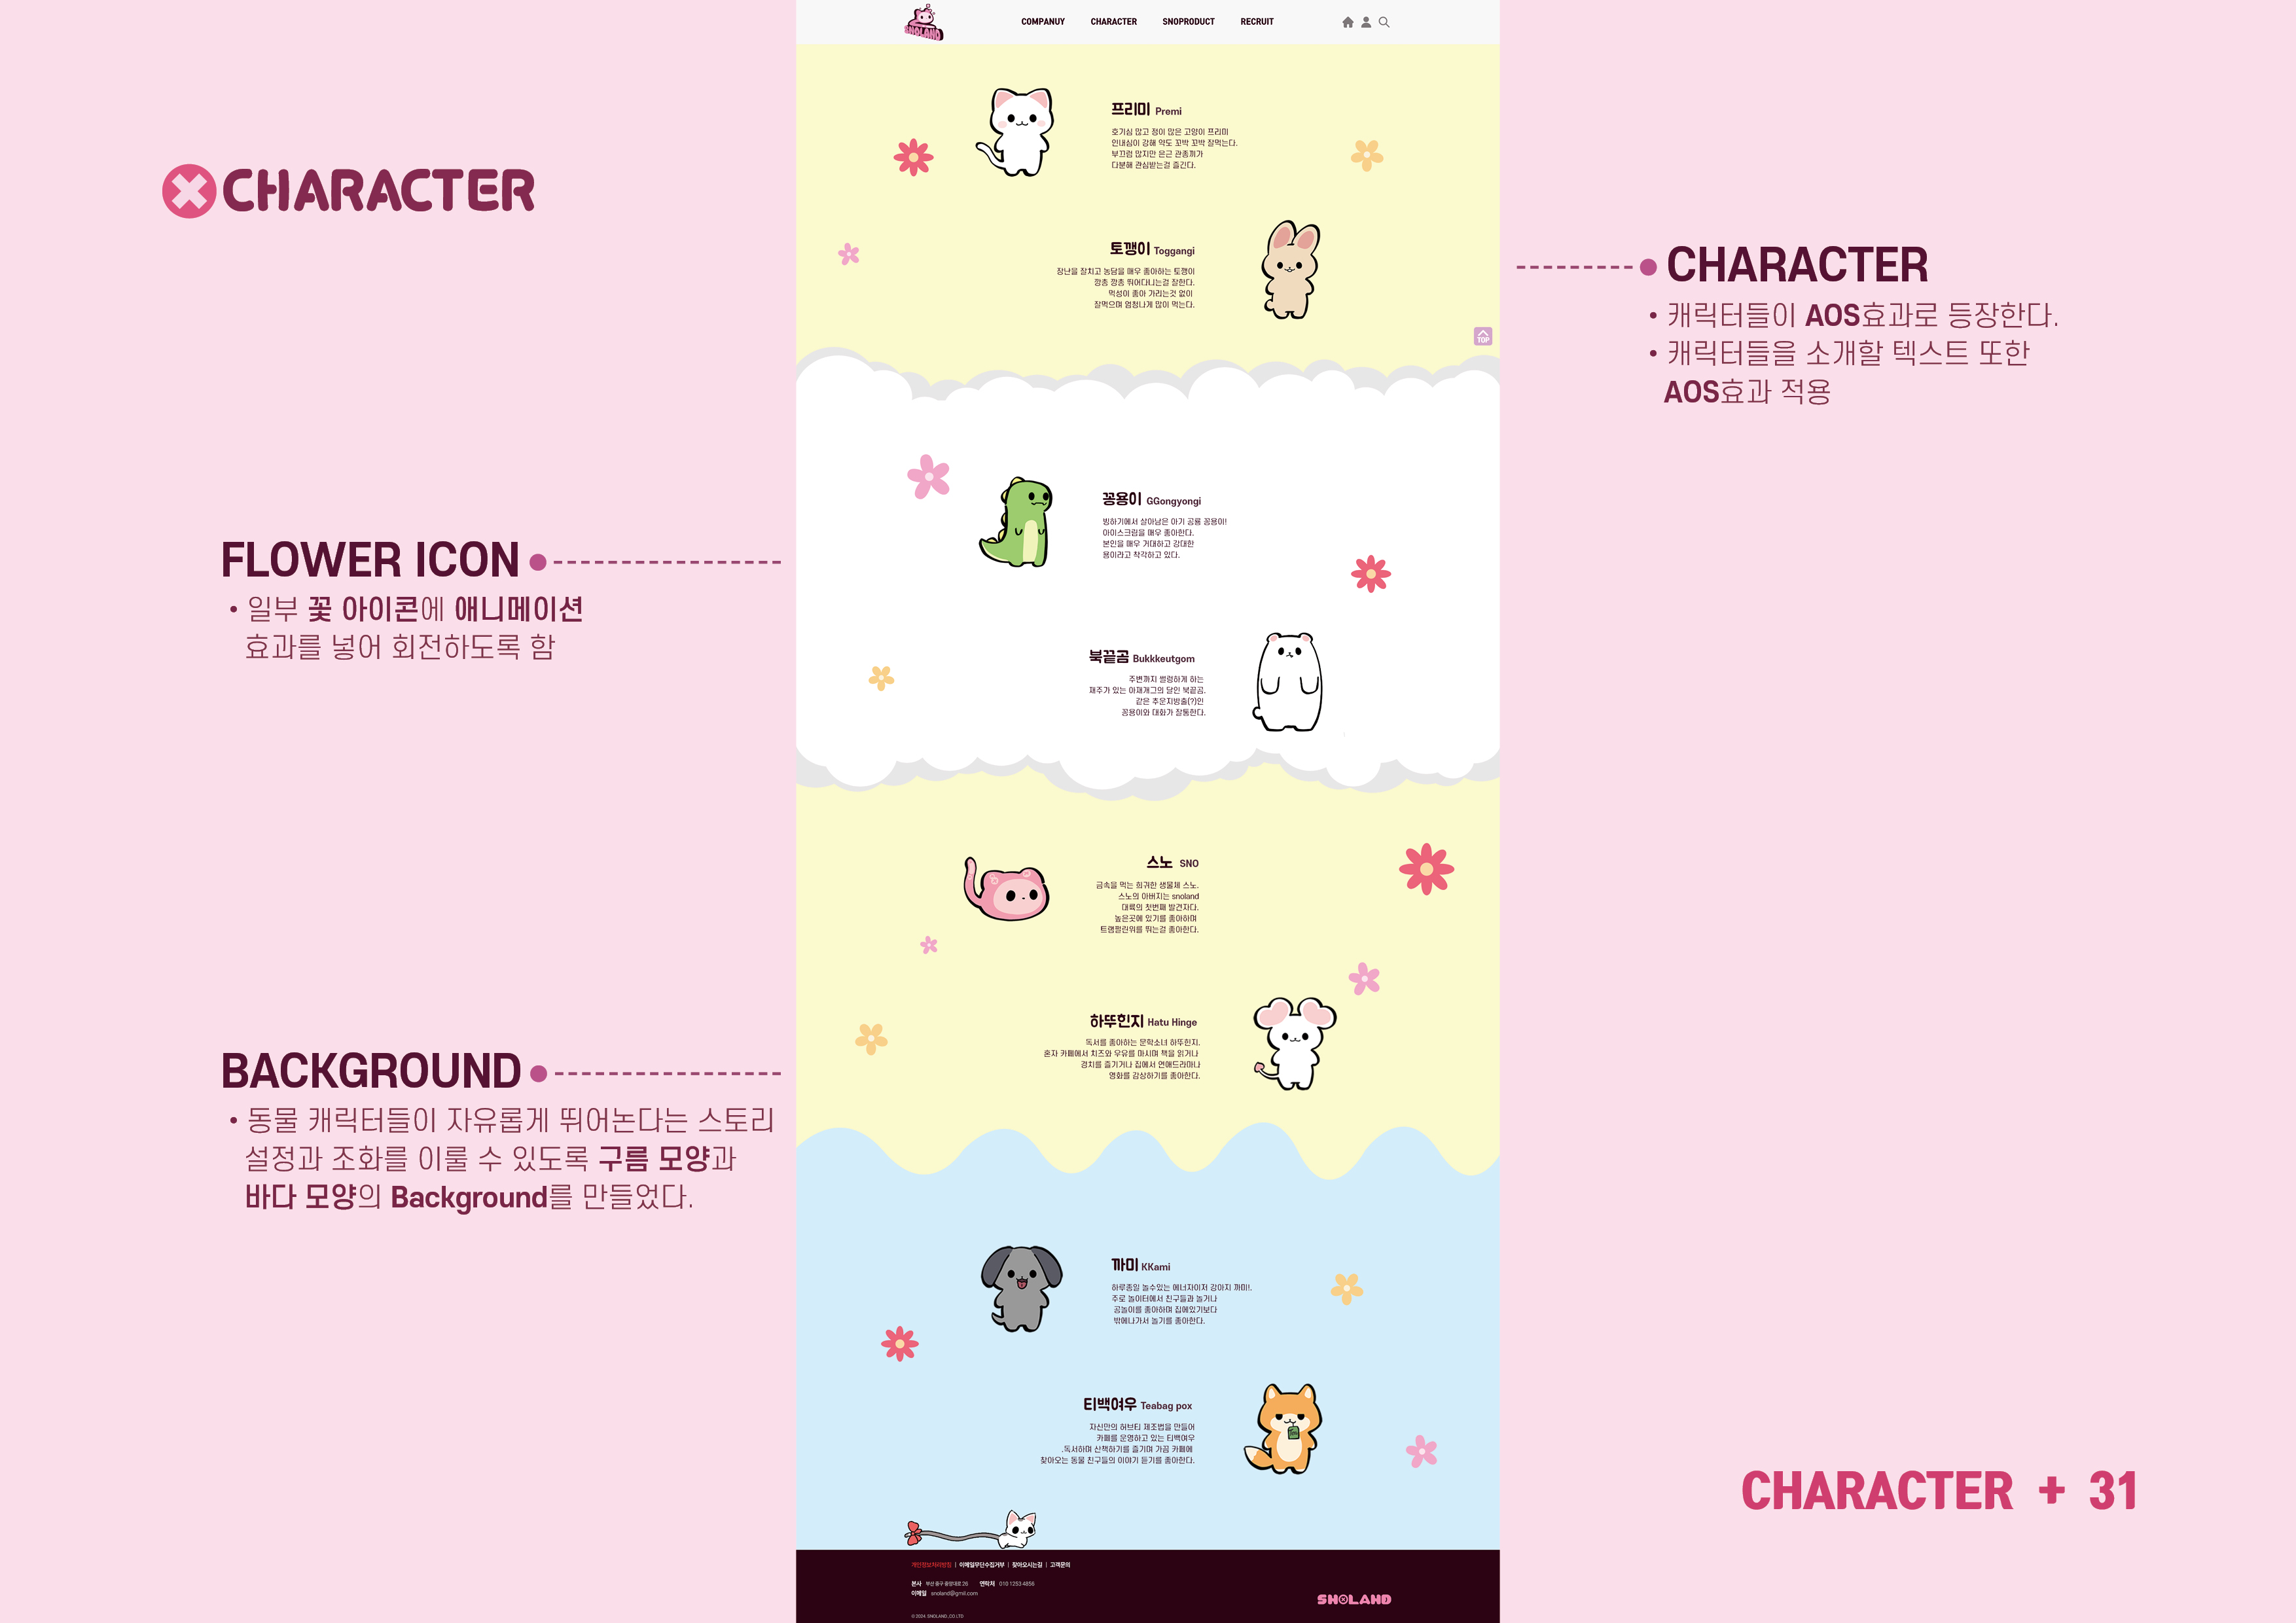 SNOLAND
COMPANUY CHARACTER SNOPRODUCT RECRUIT
CHARACTER
프리미 Premi
호기심 많고 정이 많은 고양이 프리미
인내심이 강해 약도 꼬박 꼬박 잘먹는다.
부끄럼 많지만 은근 관종끼가
다분해 관심받는걸 즐긴다.
토깽이 Toggangi
장난을 잘치고 농담을 매우 좋아하는 토깽이
깡총 깡총 뛰어다니는걸 잘한다.
먹성이 좋아 가리는것 없이
잘먹으며 엄청나게 많이 먹는다.
TOP
CHARACTER
• 캐릭터들이 AOS효과로 등장한다.
• 캐릭터들을 소개할 텍스트 또한
AOS효과 적용
꽁용이 GGongyongi
빙하기에서 살아남은 아기 공룡 꽁용이!
아이스크림을 매우 좋아한다.
본인을 매우 거대하고 강대한
용이라고 착각하고 있다.
FLOWER ICON
• 일부 꽃 아이콘에 애니메이션
효과를 넣어 회전하도록 함
북끝곰 Bukkkeutgom
주변까지 썰렁하게 하는
재주가 있는 아재개그의 달인 북끝곰.
같은 추운지방출(?)인
꽁용이와 대화가 잘통한다.
스노 SNO
금속을 먹는 희귀한 생물체 스노.
스노의 아버지는 snoland
대륙의 첫번째 발견자다.
높은곳에 있기를 좋아하며
트램펄린위를 뛰는걸 좋아한다.
하뚜힌지 Hatu Hinge
독서를 좋아하는 문학소녀 하뚜힌지.
혼자 카페에서 치즈와 우유를 마시며 책을 읽거나
경치를 즐기거나 집에서 연애드라마나
영화를 감상하기를 좋아한다.
BACKGROUND
• 동물 캐릭터들이 자유롭게 뛰어논다는 스토리
설정과 조화를 이룰 수 있도록 구름 모양과
바다 모양의 Background를 만들었다.
까미 KKami
하루종일 놀수있는 에너자이저 강아지 까미!.
주로 놀이터에서 친구들과 놀거나
공놀이를 좋아하며 집에있기보다
밖에나가서 놀기를 좋아한다.
티백여우 Teabag pox
자신만의 허브티 제조법을 만들어
카페를 운영하고 있는 티백여우
.독서하며 산책하기를 즐기며 가끔 카페에
찾아오는 동물 친구들의 이야기 듣기를 좋아한다.
CHARACTER + 31
개인정보처리방침 | 이메일무단수집거부 | 찾아오시는길 | 고객문의
본사 부산 중구 중앙대로 26 연락처 010 1253 4856
이메일 snoland@gmil.com
SNOLAND
© 2024. SNOLAND.,CO LTD